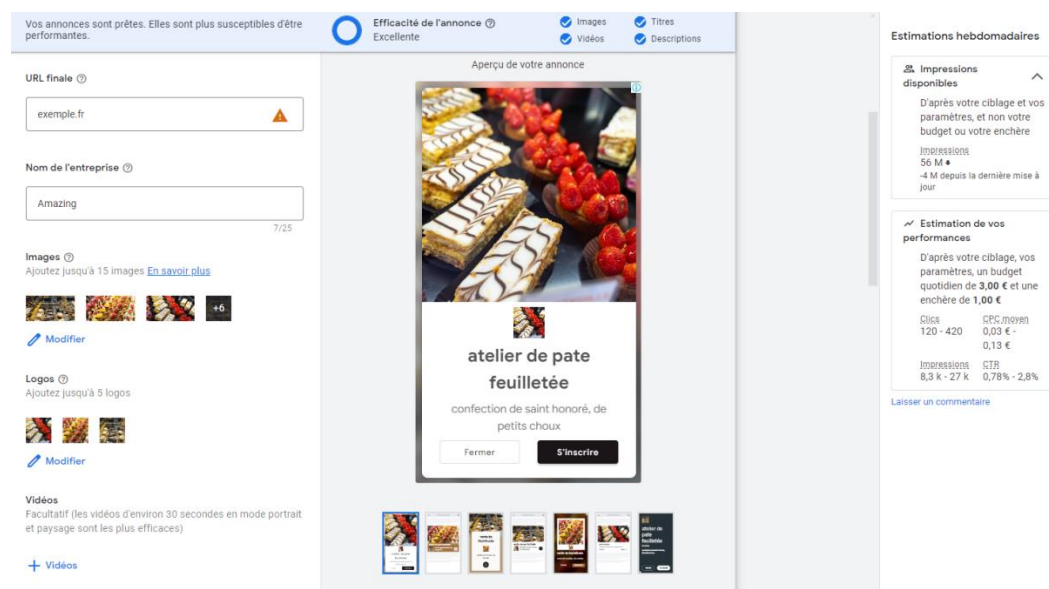 Vos annonces sont prêtes. Elles sont plus susceptibles d'être
performantes.
Efficacité de l'annonce
Excellente
Images
Titres
Vidéos
Descriptions
URL finale
exemple.fr
Nom de l'entreprise
Amazing
7/25
Images
Ajoutez jusqu'à 15 images En savoir plus
+6
Modifier
Logos
Ajoutez jusqu'à 5 logos
Modifier
Vidéos
Facultatif (les vidéos d'environ 30 secondes en mode portrait
et paysage sont les plus efficaces)
+ Vidéos
Aperçu de votre annonce
atelier de pate
feuilletée
confection de saint honoré, de
petits choux
Fermer
S'inscrire
Estimations hebdomadaires
Impressions
disponibles
D'après votre ciblage et vos
paramètres, et non votre
budget ou votre enchère
Impressions
56 M
-4 M depuis la dernière mise à
jour
Estimation de vos
performances
D'après votre ciblage, vos
paramètres, un budget
quotidien de 3,00 € et une
enchère de 1,00 €
Clics CPC moyen
120 - 420 0,03 € -
0,13 €
Impressions CTR
8,3 k - 27 k 0,78% - 2,8%
Laisser un commentaire